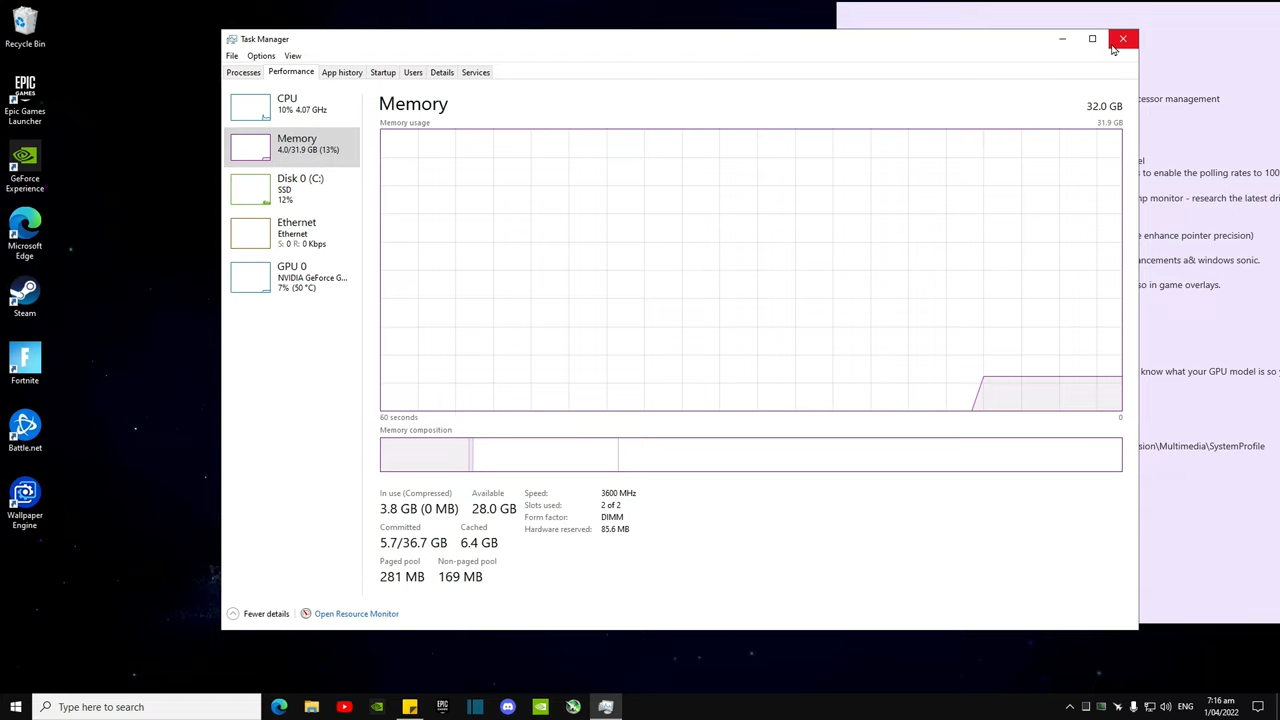 Recycle Bin
EPIC
GAMES
Epic Games
Launcher
GeForce
Experience
Microsoft
Edge
Steam
Fortnite
Battle.net
Wallpaper
Engine
Task Manager
File Options View
Processes Performance App history Startup Users Details Services
CPU
10% 4.07 GHz
Memory
4.0/31.9 GB (13%)
Disk 0 (C:)
SSD
12%
Ethernet
Ethernet
S: 0 R: 0 Kbps
GPU 0
NVIDIA GeForce G...
7% (50 °C)
Memory 32.0 GB
Memory usage 31.9 GB
60 seconds 0
Memory composition
In use (Compressed) Available
3.8 GB (0 MB) 28.0 GB
Committed Cached
5.7/36.7 GB 6.4 GB
Paged pool Non-paged pool
281 MB 169 MB
Speed: 3600 MHz
Slots used: 2 of 2
Form factor: DIMM
Hardware reserved: 85.6 MB
Fewer details Open Resource Monitor
cessor management
el
s to enable the polling rates to 100
np monitor - research the latest dri
e enhance pointer precision)
ancements a& windows sonic.
so in game overlays.
know what your GPU model is so y
sion\Multimedia\SystemProfile
Type here to search
ENG
7:16 am
1/04/2022